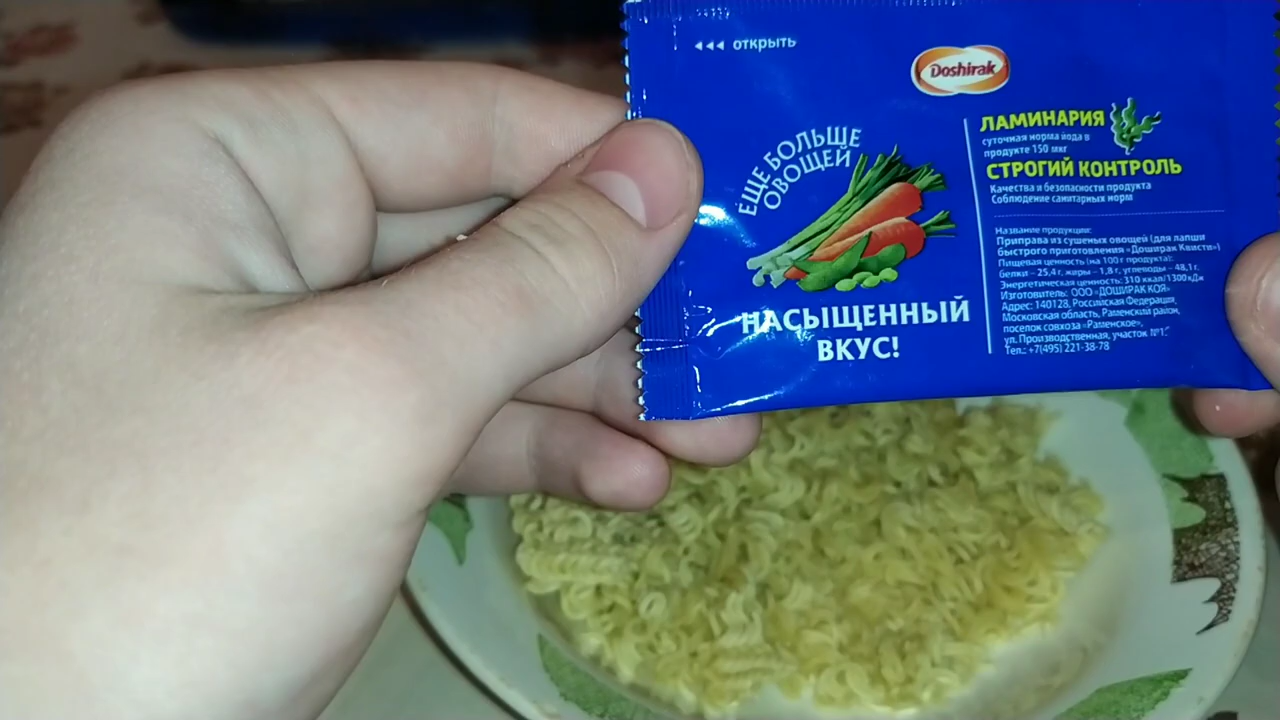 ◄◄◄ открыть
Doshirak
ЕЩЕ БОЛЬШЕ
ОВОЩЕЙ
НАСЫЩЕННЫЙ
ВКУС!
ЛАМИНАРИЯ
суточная норма йода в
продукте 150 мкг
СТРОГИЙ КОНТРОЛЬ
Качества и безопасности продукта
Соблюдение санитарных норм
Название продукции:
Приправа из сушеных овощей (для лапши
быстрого приготовления «Доширак Квисти»)
Пищевая ценность (на 100 г продукта):
белки – 25,4 г, жиры – 1,8 г, углеводы – 48,1 г.
Энергетическая ценность: 310 ккал/1300 кДж
Изготовитель: ООО «ДОШИРАК КОЯ»
Адрес: 140128, Российская Федерация,
Московская область, Раменский район,
поселок совхоза «Раменское»,
ул. Производственная, участок №1.
Тел.: +7(495) 221-38-78